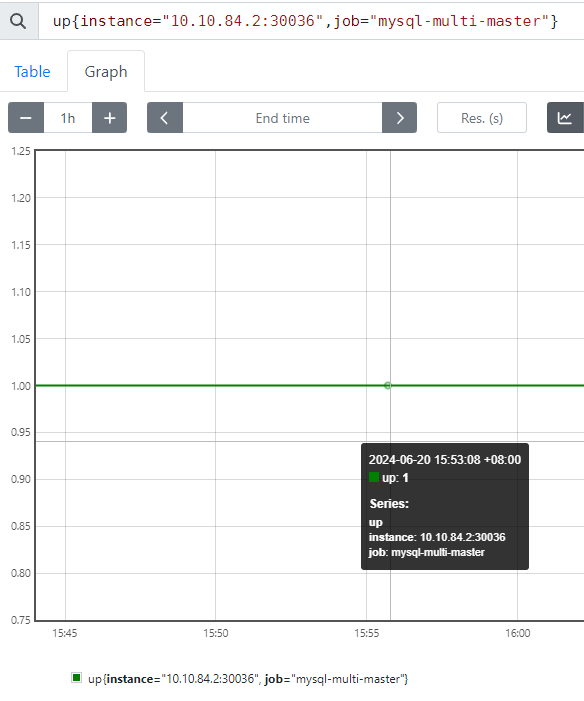 up{instance="10.10.84.2:30036",job="mysql-multi-master"}
Table Graph
1h End time Res. (s)
1.25
1.20
1.15
1.10
1.05
1.00
0.95
0.90
0.85
0.80
0.75
2024-06-20 15:53:08 +08:00
up: 1
Series:
up
instance: 10.10.84.2:30036
job: mysql-multi-master
15:45 15:50 15:55 16:00
up{instance="10.10.84.2:30036", job="mysql-multi-master"}